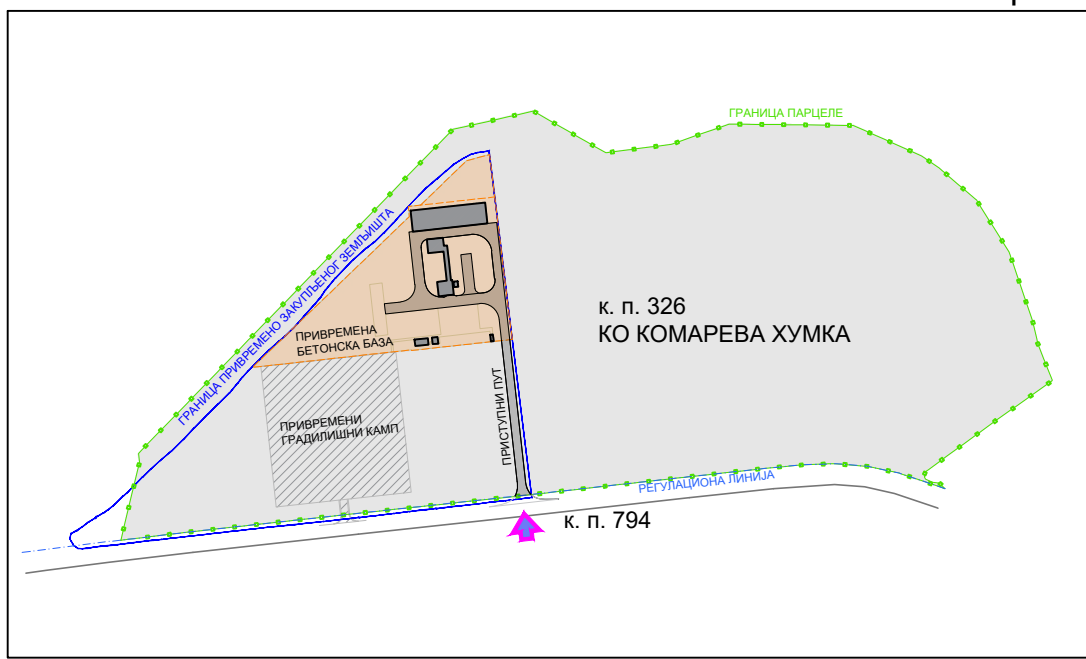 ГРАНИЦА ПАРЦЕЛЕ
ГРАНИЦА ПРИВРЕМЕНО ЗАКУПЉЕНОГ ЗЕМЉИШТА
к. п. 326
КО КОМАРЕВА ХУМКА
ПРИВРЕМЕНА
БЕТОНСКА БАЗА
ПРИВРЕМЕНИ
ГРАДИЛИШНИ КАМП
ПРИСТУПНИ ПУТ
РЕГУЛАЦИОНА ЛИНИЈА
к. п. 794